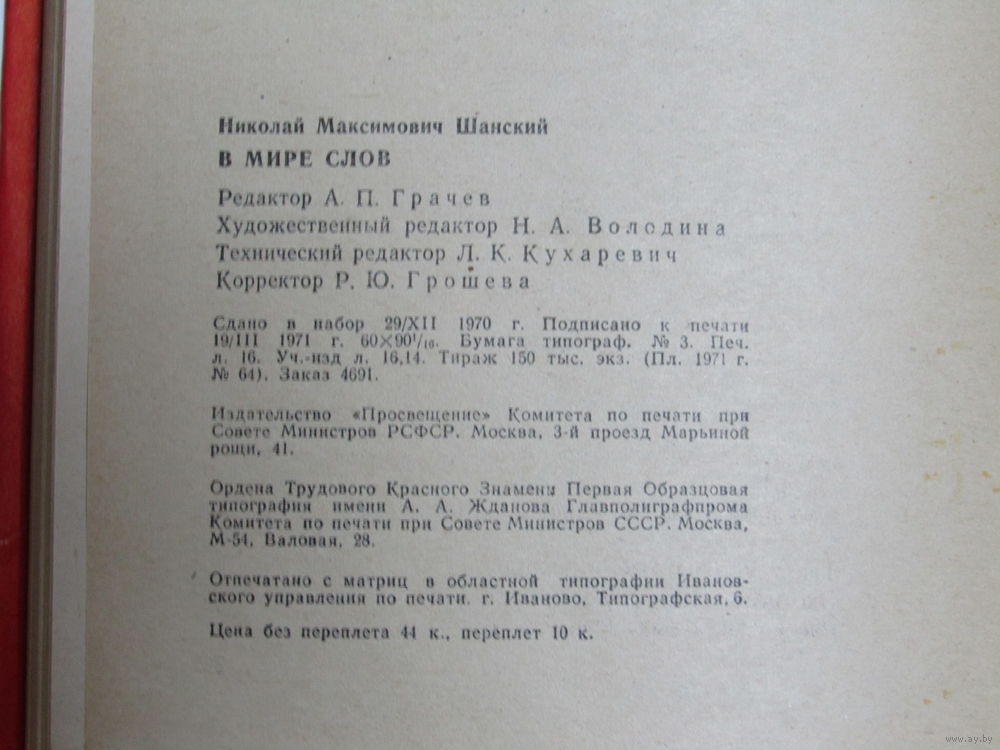 Николай Максимович Шанский
В МИРЕ СЛОВ
Редактор А. П. Грачев
Художественный редактор Н. А. Володина
Технический редактор Л. К. Кухаревич
Корректор Р. Ю. Грошева
Сдано в набор 29/XII 1970 г. Подписано к печати
19/III 1971 г. 60×90¹/₁₆. Бумага типограф. № 3. Печ.
л. 16. Уч.-изд л. 16,14. Тираж 150 тыс. экз. (Пл. 1971 г.
№ 64). Заказ 4691.
Издательство «Просвещение» Комитета по печати при
Совете Министров РСФСР. Москва, 3-й проезд Марьиной
рощи, 41.
Ордена Трудового Красного Знамени Первая Образцовая
типография имени А. А. Жданова Главполиграфпрома
Комитета по печати при Совете Министров СССР. Москва,
М-54, Валовая, 28.
Отпечатано с матриц в областной типографии Иванов-
ского управления по печати. г. Иваново, Типографская, 6.
Цена без переплета 44 к., переплет 10 к.
www.ay.by